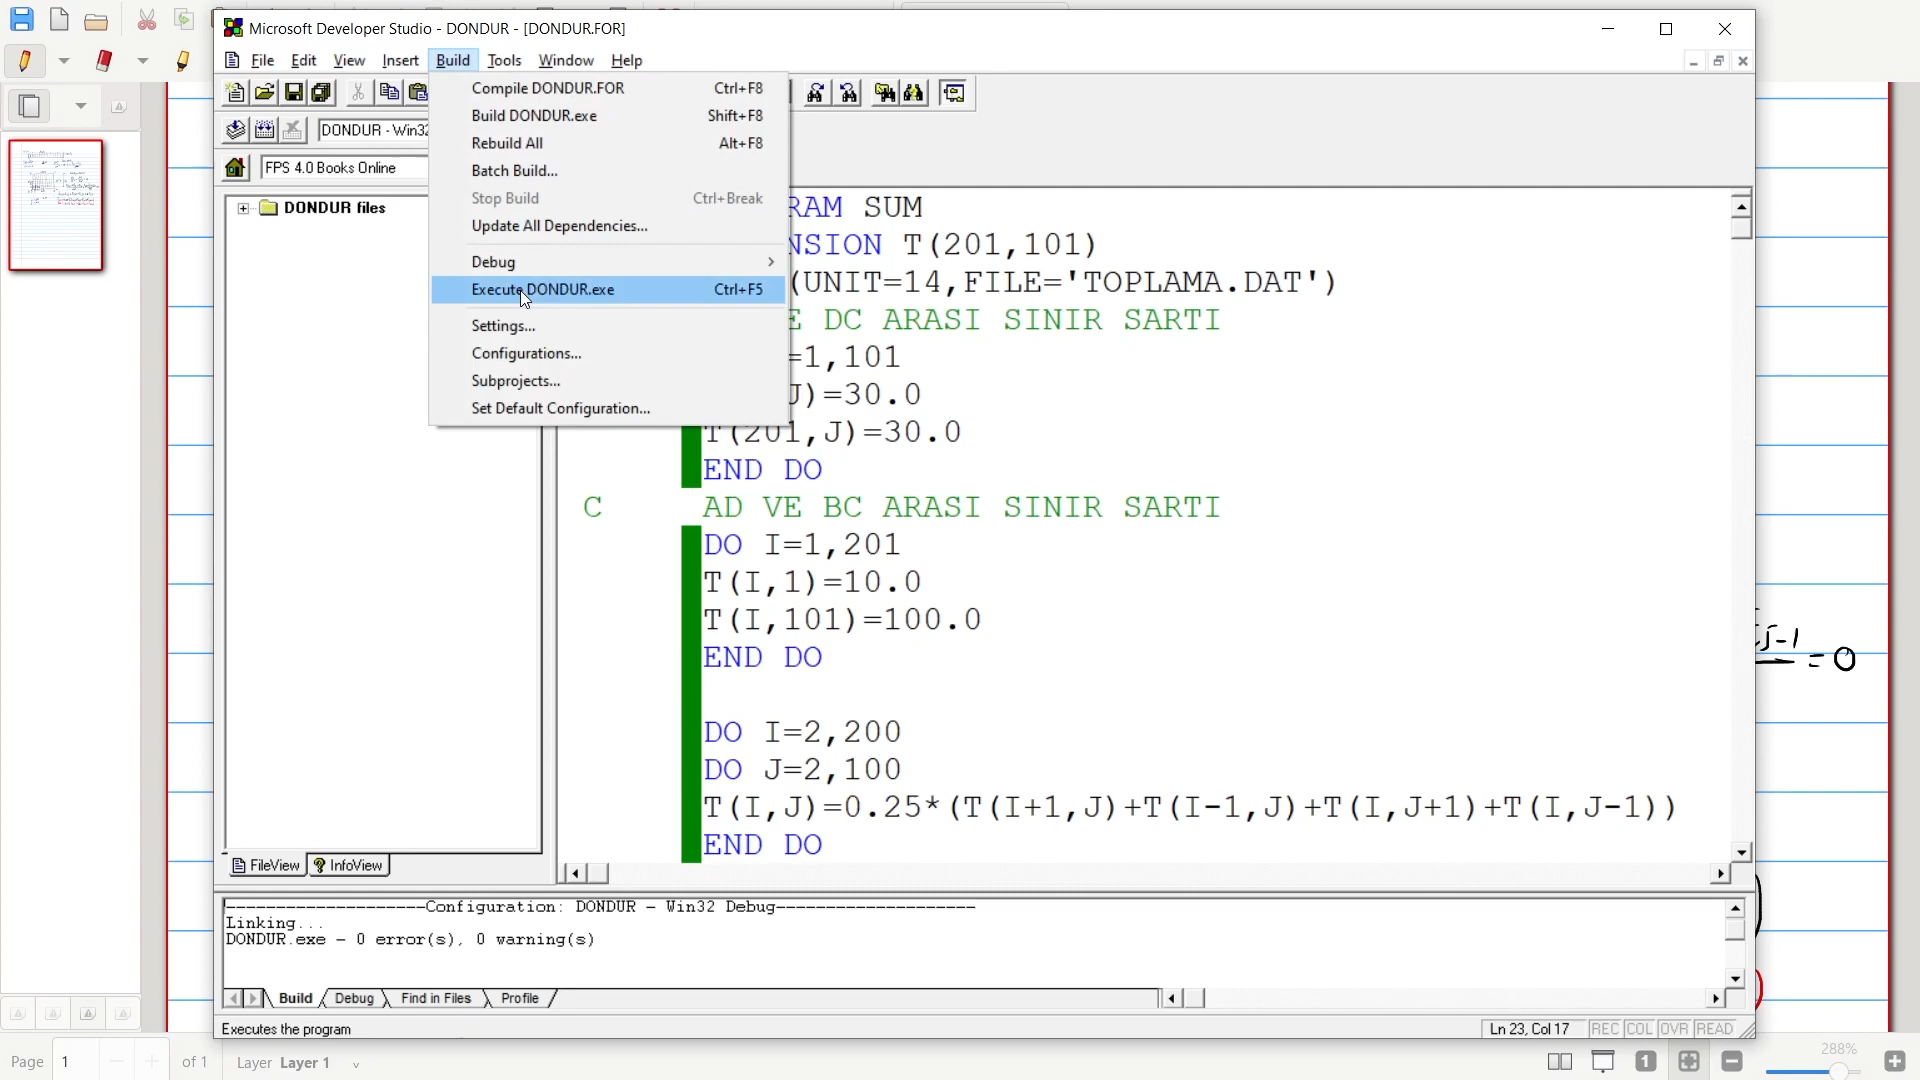 Microsoft Developer Studio - DONDUR - [DONDUR.FOR]
File Edit View Insert Build Tools Window Help
Compile DONDUR.FOR Ctrl+F8
Build DONDUR.exe Shift+F8
Rebuild All Alt+F8
Batch Build...
Stop Build Ctrl+Break
Update All Dependencies...
Debug
Execute DONDUR.exe Ctrl+F5
Settings...
Configurations...
Subprojects...
Set Default Configuration...
DONDUR - Win32
FPS 4.0 Books Online
DONDUR files
RAM SUM
NSION T(201,101)
(UNIT=14,FILE='TOPLAMA.DAT')
E DC ARASI SINIR SARTI
=1,101
J)=30.0
T(201,J)=30.0
END DO
C AD VE BC ARASI SINIR SARTI
DO I=1,201
T(I,1)=10.0
T(I,101)=100.0
END DO
DO I=2,200
DO J=2,100
T(I,J)=0.25*(T(I+1,J)+T(I-1,J)+T(I,J+1)+T(I,J-1))
END DO
FileView InfoView
--------------------Configuration: DONDUR - Win32 Debug--------------------
Linking...
DONDUR.exe - 0 error(s), 0 warning(s)
Build Debug Find in Files Profile
Executes the program
Ln 23, Col 17 REC COL OVR READ
j-1
= 0
Page 1 of 1 Layer Layer 1
1
288%